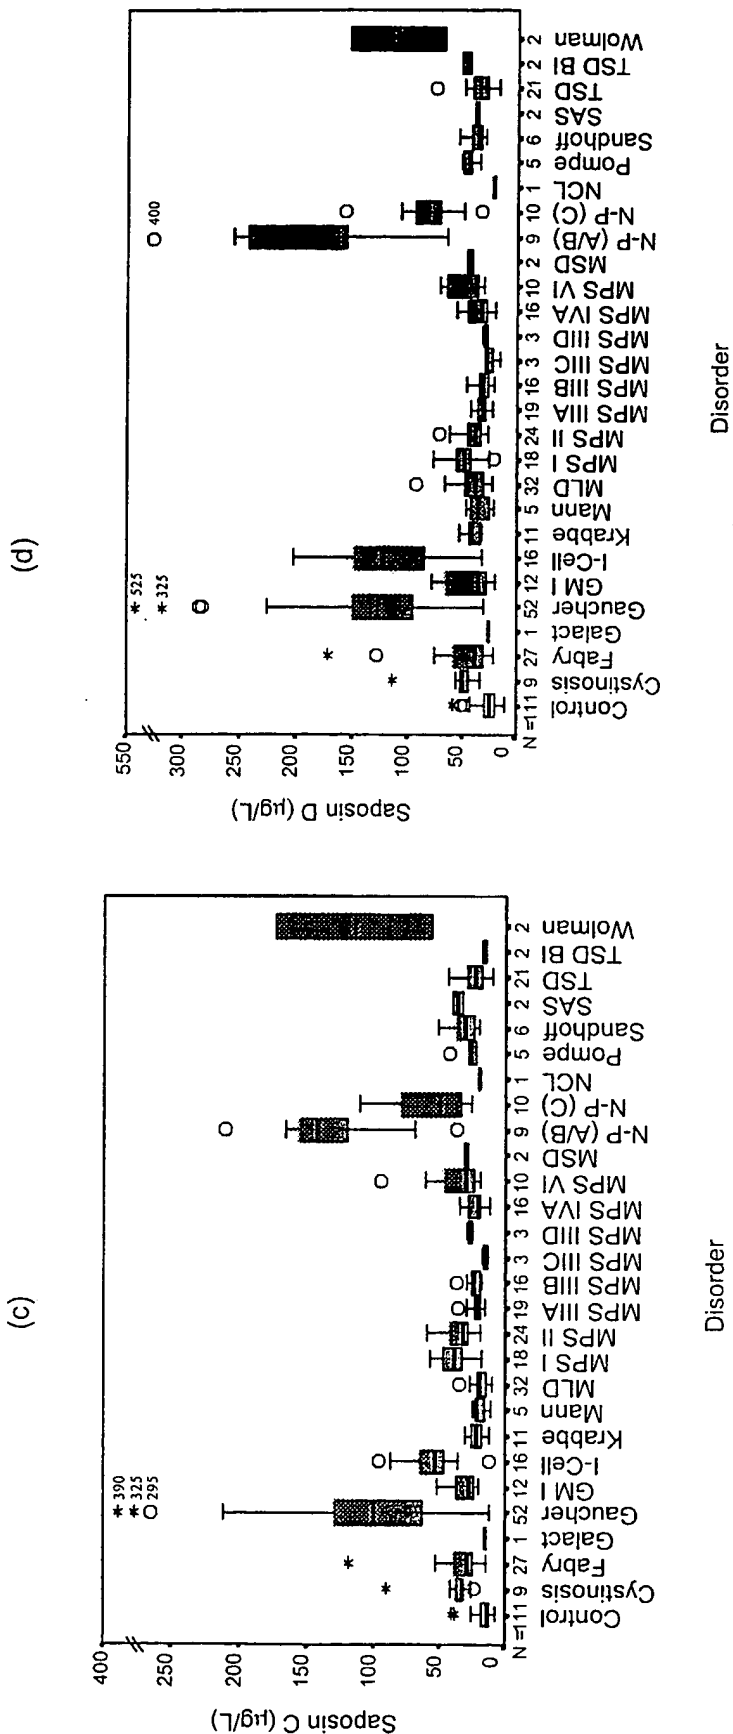 (c)
Saposin C (µg/L)
400
250
200
150
100
50
0
* 390
* 325
O 295
N =111 9 27 1 52 12 16 11 5 32 18 24 19 16 3 3 16 10 2 9 10 1 5 6 2 21 2 2
Control
Cystinosis
Fabry
Galact
Gaucher
GM I
I-Cell
Krabbe
Mann
MLD
MPS I
MPS II
MPS IIIA
MPS IIIB
MPS IIIC
MPS IIID
MPS IVA
MPS VI
MSD
N-P (A/B)
N-P (C)
NCL
Pompe
Sandhoff
SAS
TSD
TSD BI
Wolman
Disorder
(d)
Saposin D (µg/L)
550
300
250
200
150
100
50
0
* 525
* 325
400
N =111 9 27 1 52 12 16 11 5 32 18 24 19 16 3 3 16 10 2 9 10 1 5 6 2 21 2 2
Control
Cystinosis
Fabry
Galact
Gaucher
GM I
I-Cell
Krabbe
Mann
MLD
MPS I
MPS II
MPS IIIA
MPS IIIB
MPS IIIC
MPS IIID
MPS IVA
MPS VI
MSD
N-P (A/B)
N-P (C)
NCL
Pompe
Sandhoff
SAS
TSD
TSD BI
Wolman
Disorder